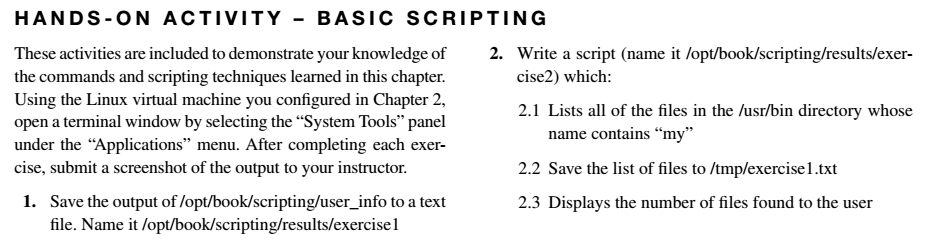 HANDS-ON ACTIVITY – BASIC SCRIPTING
These activities are included to demonstrate your knowledge of
the commands and scripting techniques learned in this chapter.
Using the Linux virtual machine you configured in Chapter 2,
open a terminal window by selecting the “System Tools” panel
under the “Applications” menu. After completing each exer-
cise, submit a screenshot of the output to your instructor.
1. Save the output of /opt/book/scripting/user_info to a text
file. Name it /opt/book/scripting/results/exercise1
2. Write a script (name it /opt/book/scripting/results/exer-
cise2) which:
2.1 Lists all of the files in the /usr/bin directory whose
name contains “my”
2.2 Save the list of files to /tmp/exercise1.txt
2.3 Displays the number of files found to the user